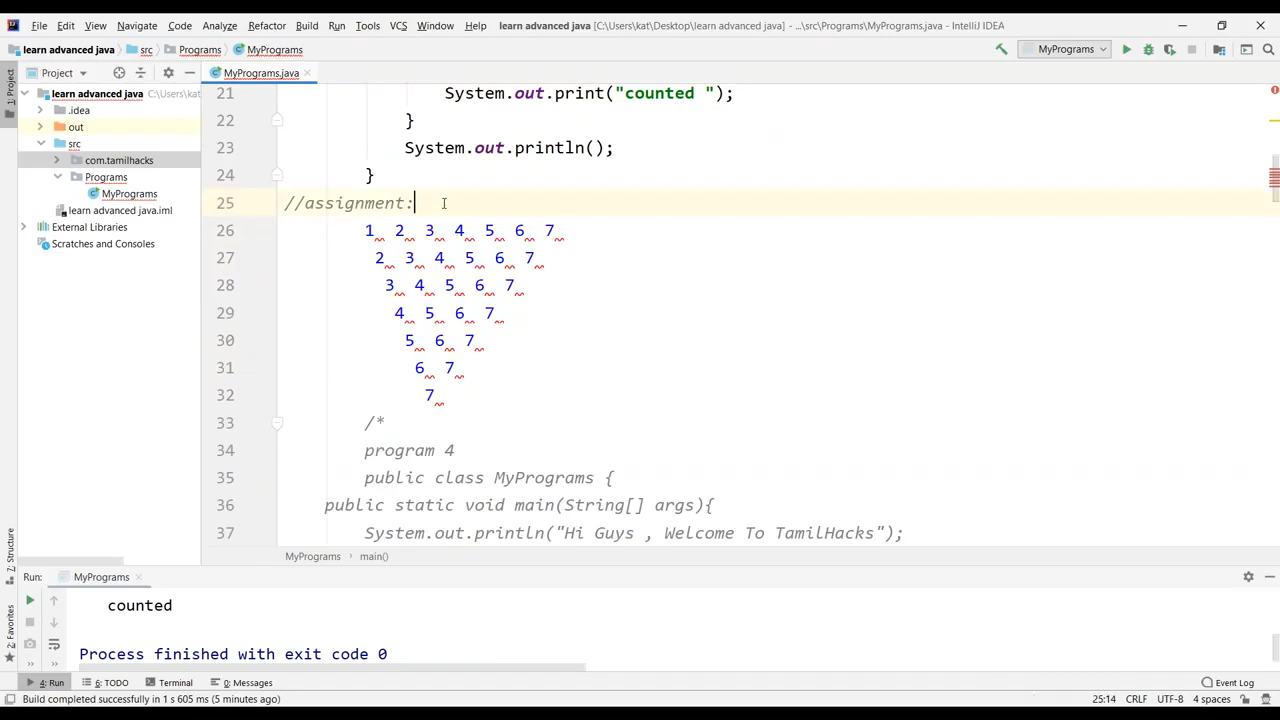 File Edit View Navigate Code Analyze Refactor Build Run Tools VCS Window Help learn advanced java [C:\Users\kat\Desktop\learn advanced java] - ...\src\Programs\MyPrograms.java - IntelliJ IDEA
learn advanced java src Programs MyPrograms MyPrograms
Project MyPrograms.java
1: Project
learn advanced java C:\Users\kat
.idea
out
src
com.tamilhacks
Programs
MyPrograms
learn advanced java.iml
External Libraries
Scratches and Consoles
21 System.out.print("counted ");
22 }
23 System.out.println();
24 }
25 //assignment:
26 1 2 3 4 5 6 7
27 2 3 4 5 6 7
28 3 4 5 6 7
29 4 5 6 7
30 5 6 7
31 6 7
32 7
33 /*
34 program 4
35 public class MyPrograms {
36 public static void main(String[] args){
37 System.out.println("Hi Guys , Welcome To TamilHacks");
MyPrograms main()
7: Structure
2: Favorites
Run: MyPrograms
counted
Process finished with exit code 0
4: Run 6: TODO Terminal 0: Messages Event Log
Build completed successfully in 1 s 605 ms (5 minutes ago) 25:14 CRLF UTF-8 4 spaces